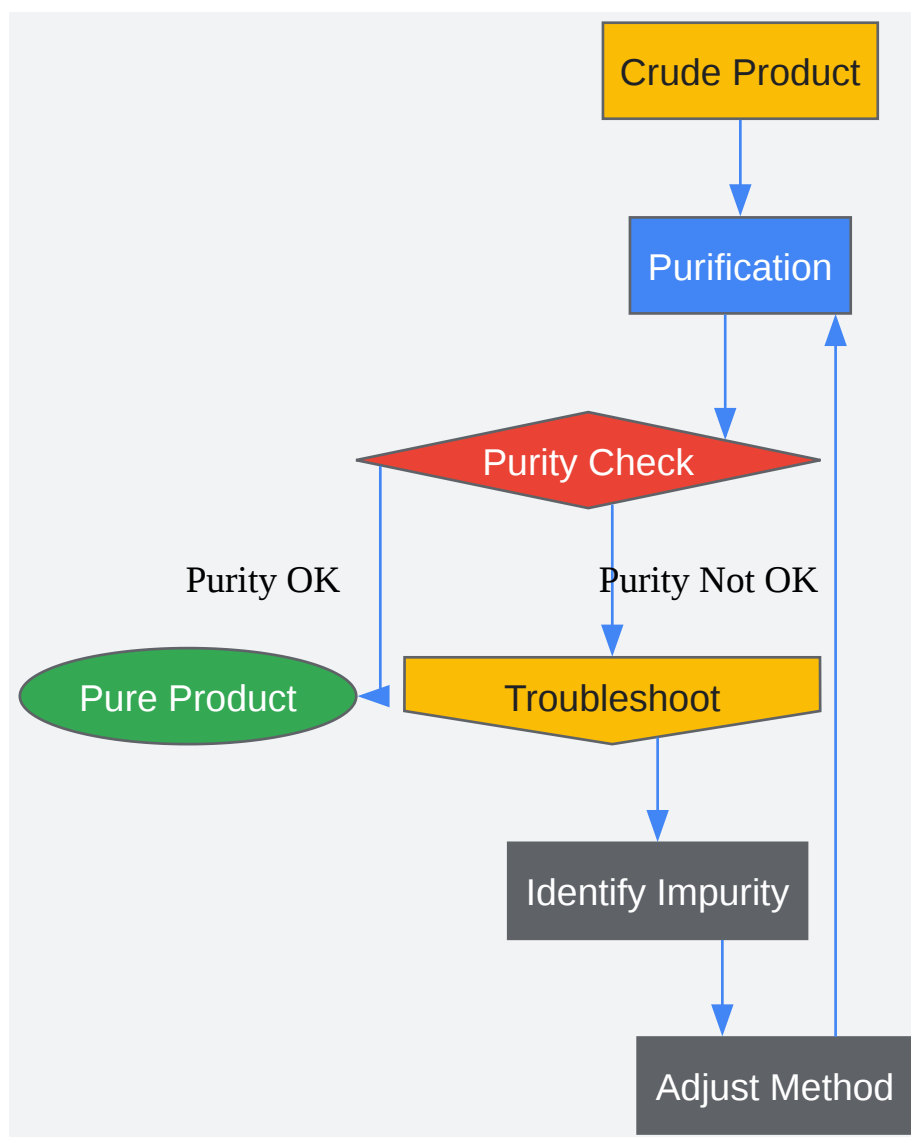 Crude Product
Purification
Purity Check
Purity OK
Purity Not OK
Pure Product
Troubleshoot
Identify Impurity
Adjust Method